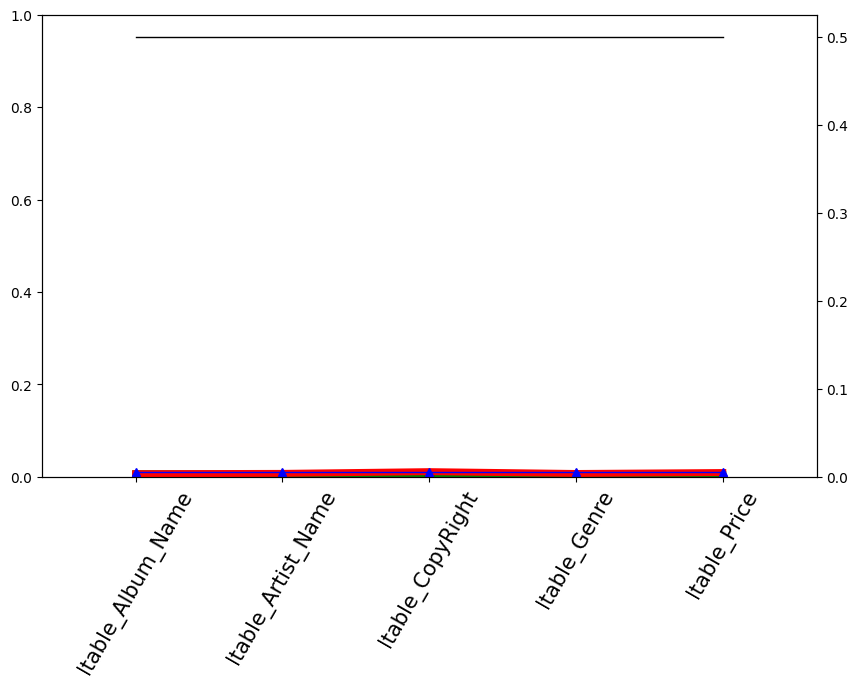 1.0
0.8
0.6
0.4
0.2
0.0
0.5
0.4
0.3
0.2
0.1
0.0
Itable_Album_Name
Itable_Artist_Name
Itable_CopyRight
Itable_Genre
Itable_Price